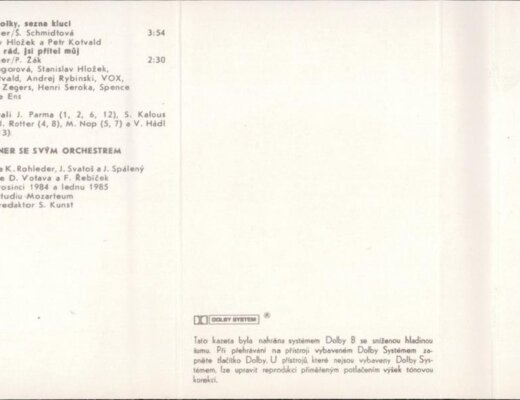 olky, sezna kluci
er/S. Schmidtová 3:54
v Hložek a Petr Kotvald
rád, jsi přítel můj
er/P. Žák 2:30
gorová, Stanislav Hložek,
tvald, Andrej Rybinski, VOX,
Zegers, Henri Seroka, Spence
e Ens
vali J. Parma (1, 2, 6, 12), S. Kalous
J. Rotter (4, 8), M. Nop (5, 7) a V. Hádl
3)
NER SE SVÝM ORCHESTREM
e K. Rohleder, J. Svatoš a J. Spálený
e D. Votava a F. Řebíček
rosinci 1984 a lednu 1985
studiu Mozarteum
redaktor S. Kunst
DOLBY SYSTEM ®
Tato kazeta byla nahrána systémem Dolby B se sníženou hladinou
šumu. Při přehrávání na přístroji vybaveném Dolby Systémem za-
pněte tlačítko Dolby. U přístrojů, které nejsou vybaveny Dolby Sys-
témem, lze upravit reprodukci přiměřeným potlačením výšek tónovou
korekcí.